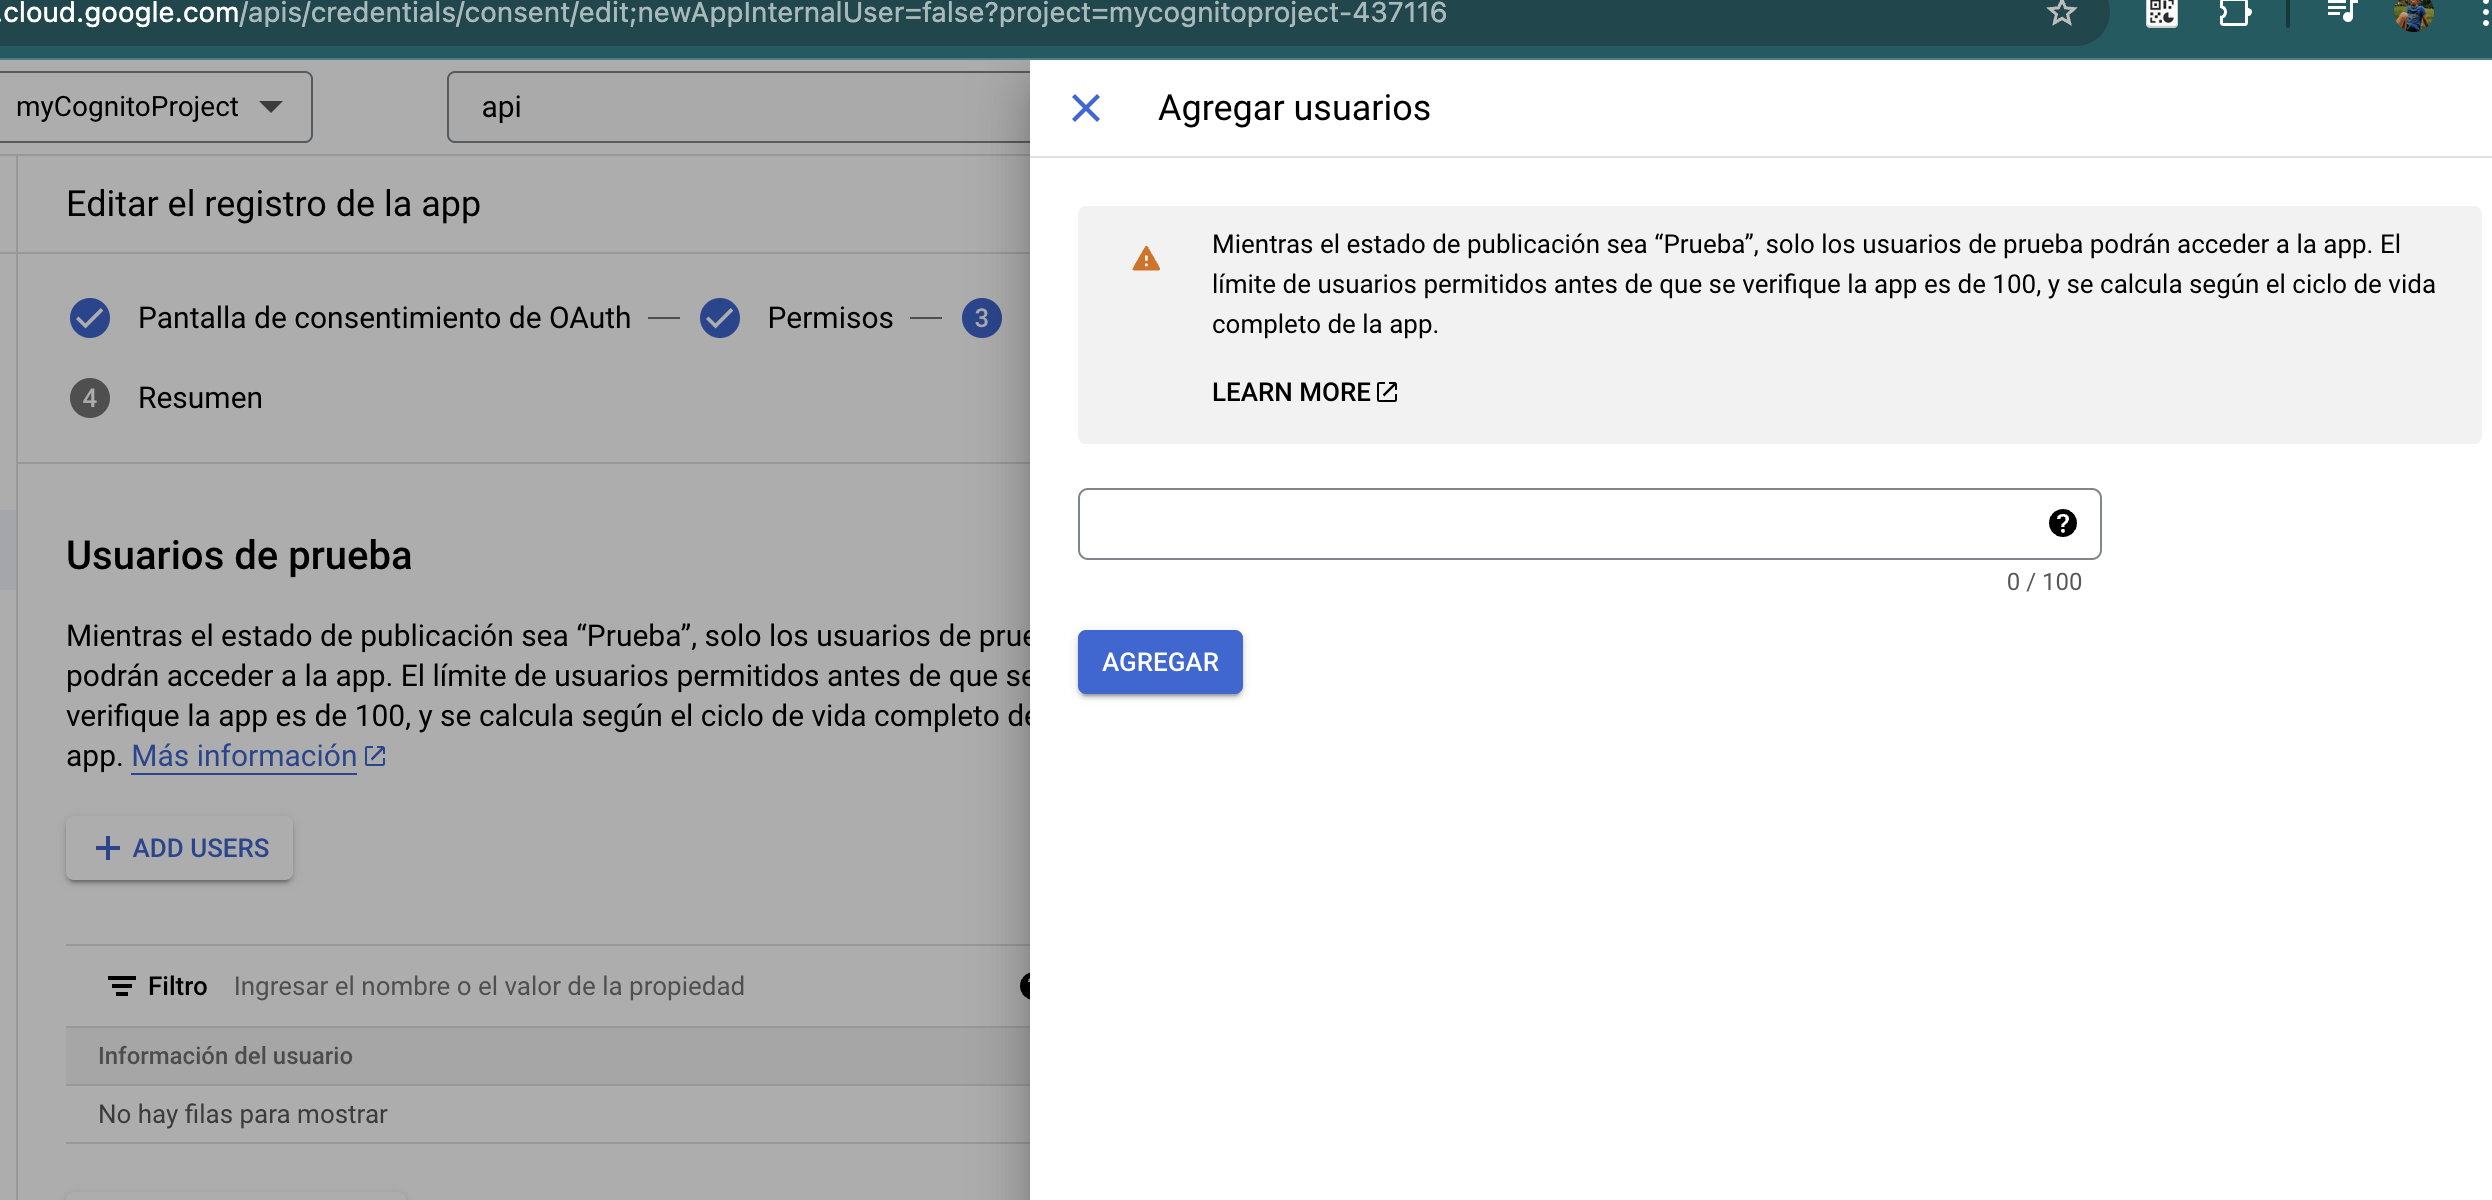 .cloud.google.com/apis/credentials/consent/edit;newAppInternalUser=false?project=mycognitoproject-437116
myCognitoProject
api
Editar el registro de la app
Pantalla de consentimiento de OAuth
Permisos
3
4
Resumen
Usuarios de prueba
Mientras el estado de publicación sea “Prueba”, solo los usuarios de prue
podrán acceder a la app. El límite de usuarios permitidos antes de que se
verifique la app es de 100, y se calcula según el ciclo de vida completo de
app. Más información
+ ADD USERS
Filtro Ingresar el nombre o el valor de la propiedad
Información del usuario
No hay filas para mostrar
Agregar usuarios
Mientras el estado de publicación sea “Prueba”, solo los usuarios de prueba podrán acceder a la app. El
límite de usuarios permitidos antes de que se verifique la app es de 100, y se calcula según el ciclo de vida
completo de la app.
LEARN MORE
0 / 100
AGREGAR